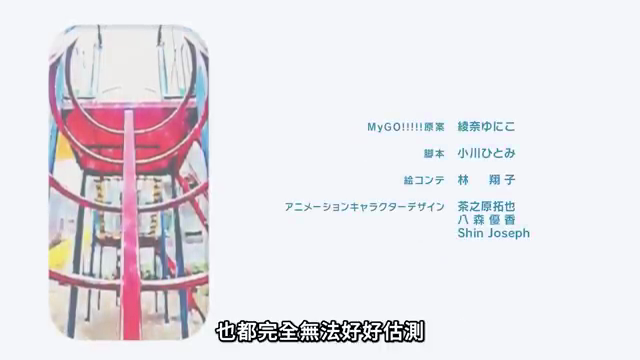 MyGO!!!!!原案 綾奈ゆにこ
脚本 小川ひとみ
絵コンテ 林 翔子
アニメーションキャラクターデザイン 茶之原拓也
八森優香
Shin Joseph
也都完全無法好好估測